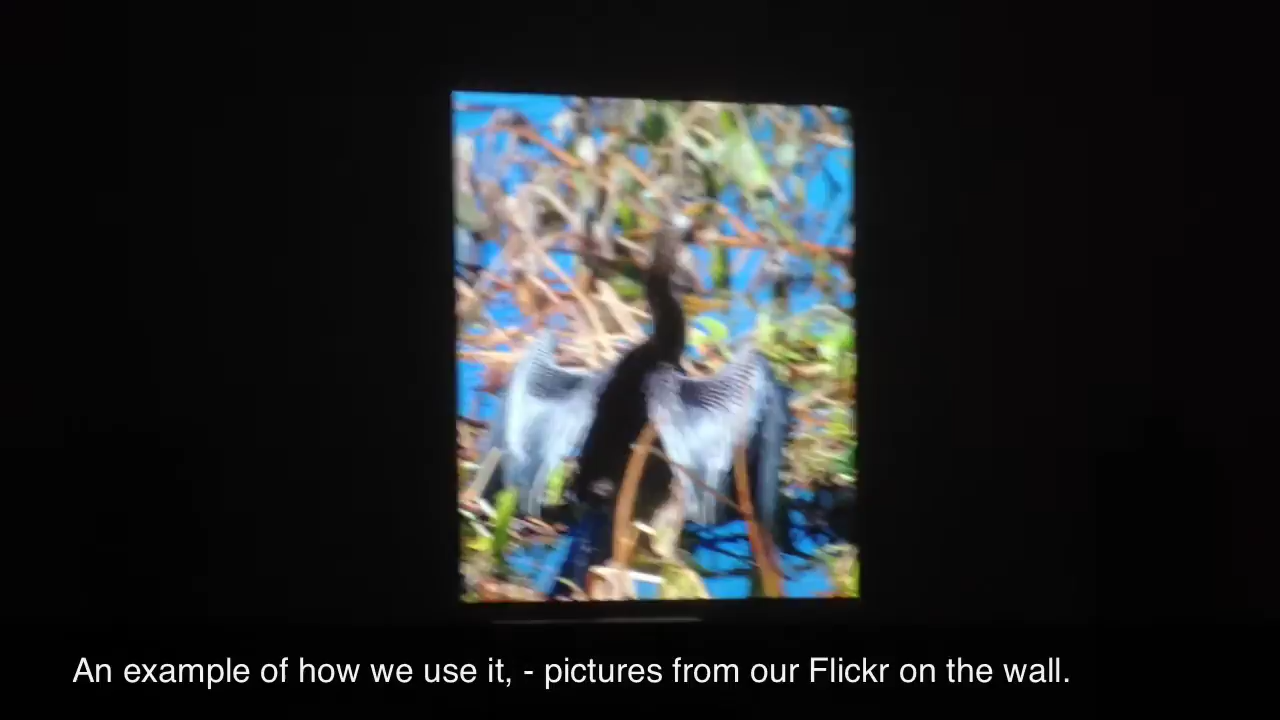 An example of how we use it, - pictures from our Flickr on the wall.